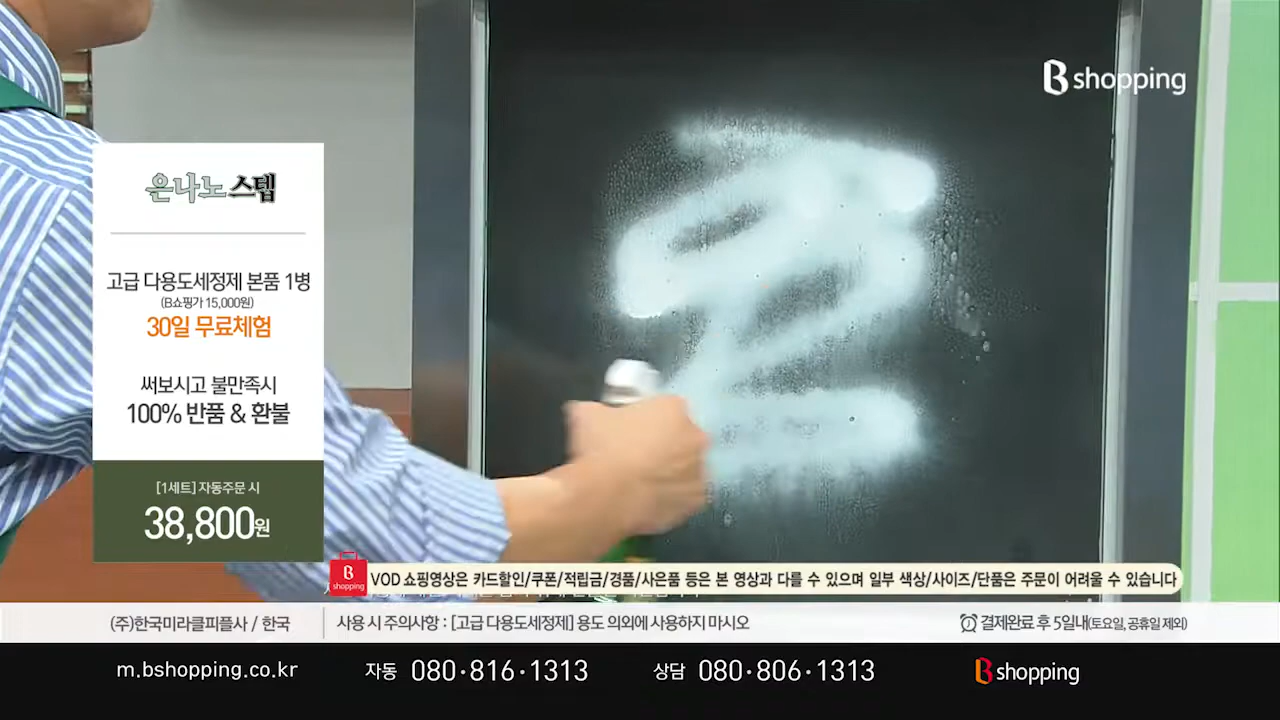 B shopping
은나노스텝
고급 다용도세정제 본품 1병
(B쇼핑가 15,000원)
30일 무료체험
써보시고 불만족시
100% 반품 & 환불
[1세트] 자동주문 시
38,800원
B shopping
VOD 쇼핑영상은 카드할인/쿠폰/적립금/경품/사은품 등은 본 영상과 다를 수 있으며 일부 색상/사이즈/단품은 주문이 어려울 수 있습니다
(주)한국미라클피플사 / 한국
사용 시 주의사항 : [고급 다용도세정제] 용도 의외에 사용하지 마시오
결제완료 후 5일내(토요일, 공휴일 제외)
m.bshopping.co.kr
자동 080·816·1313
상담 080·806·1313
B shopping